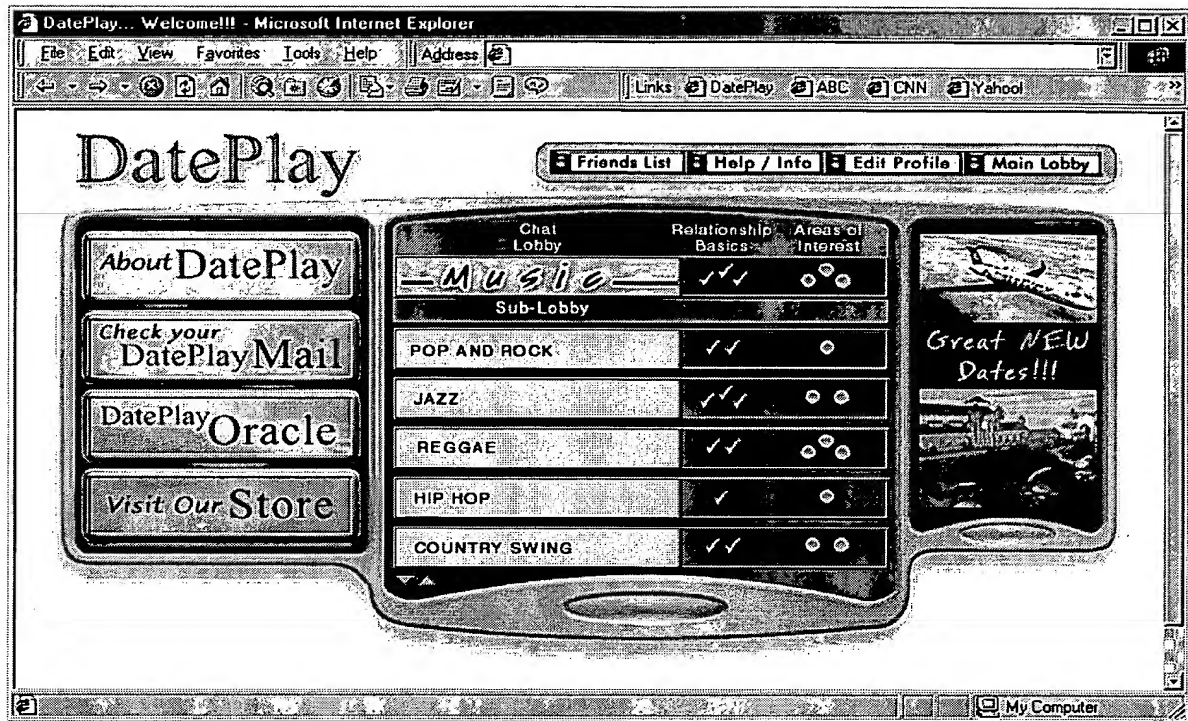 DatePlay... Welcome!!! - Microsoft Internet Explorer
File Edit View Favorites Tools Help Address
Links DatePlay ABC CNN Yahoo!
DatePlay
Friends List Help / Info Edit Profile Main Lobby
About DatePlay
Check your
DatePlay Mail
DatePlay Oracle
Visit Our Store
Chat Lobby
Relationship Basics
Areas of Interest
Music
Sub-Lobby
POP AND ROCK
JAZZ
REGGAE
HIP HOP
COUNTRY SWING
Great NEW
Dates!!!
My Computer